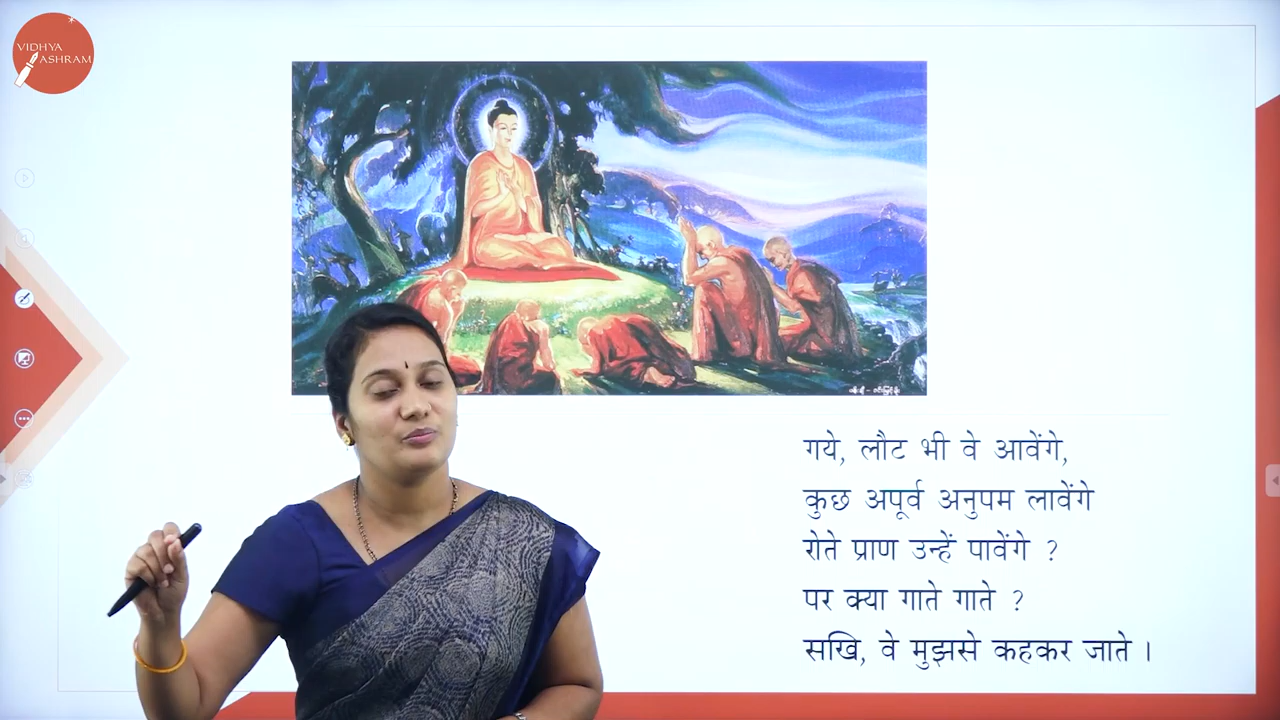 VIDHYA
ASHRAM
गये, लौट भी वे आवेंगे,
कुछ अपूर्व अनुपम लावेंगे
रोते प्राण उन्हें पावेंगे ?
पर क्या गाते गाते ?
सखि, वे मुझसे कहकर जाते ।